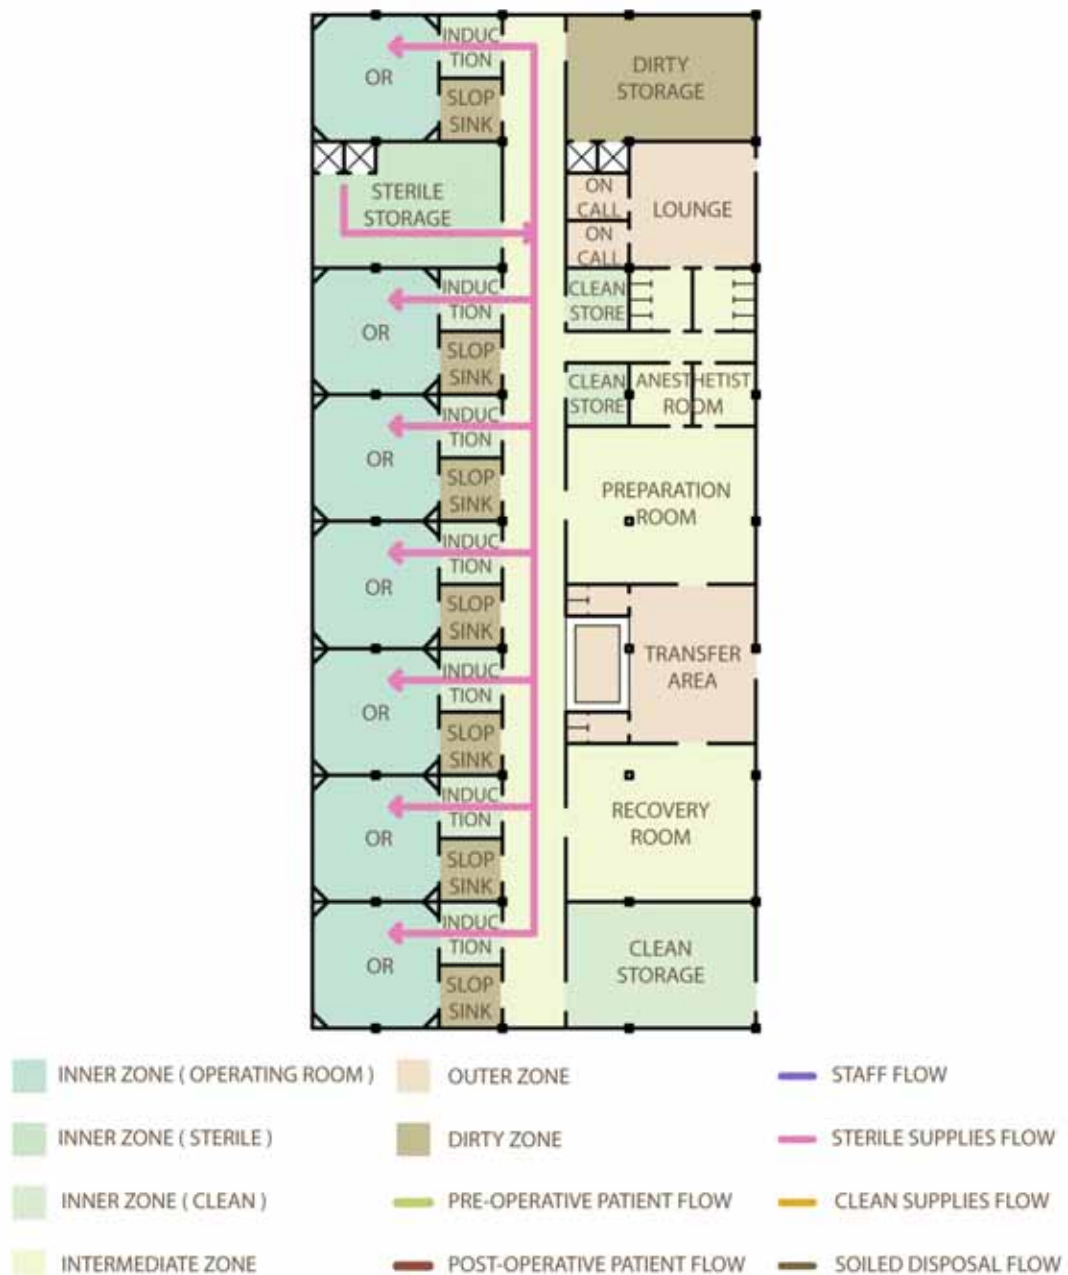 INDUC
TION
OR
SLOP
SINK
DIRTY
STORAGE
STERILE
STORAGE
ON
CALL
ON
CALL
LOUNGE
INDUC
TION
OR
SLOP
SINK
CLEAN
STORE
CLEAN
STORE
ANESTHETIST
ROOM
INDUC
TION
OR
SLOP
SINK
PREPARATION
ROOM
INDUC
TION
OR
SLOP
SINK
TRANSFER
AREA
INDUC
TION
OR
SLOP
SINK
INDUC
TION
OR
SLOP
SINK
RECOVERY
ROOM
INDUC
TION
OR
SLOP
SINK
CLEAN
STORAGE
INNER ZONE ( OPERATING ROOM )
OUTER ZONE
STAFF FLOW
INNER ZONE ( STERILE )
DIRTY ZONE
STERILE SUPPLIES FLOW
INNER ZONE ( CLEAN )
PRE-OPERATIVE PATIENT FLOW
CLEAN SUPPLIES FLOW
INTERMEDIATE ZONE
POST-OPERATIVE PATIENT FLOW
SOILED DISPOSAL FLOW